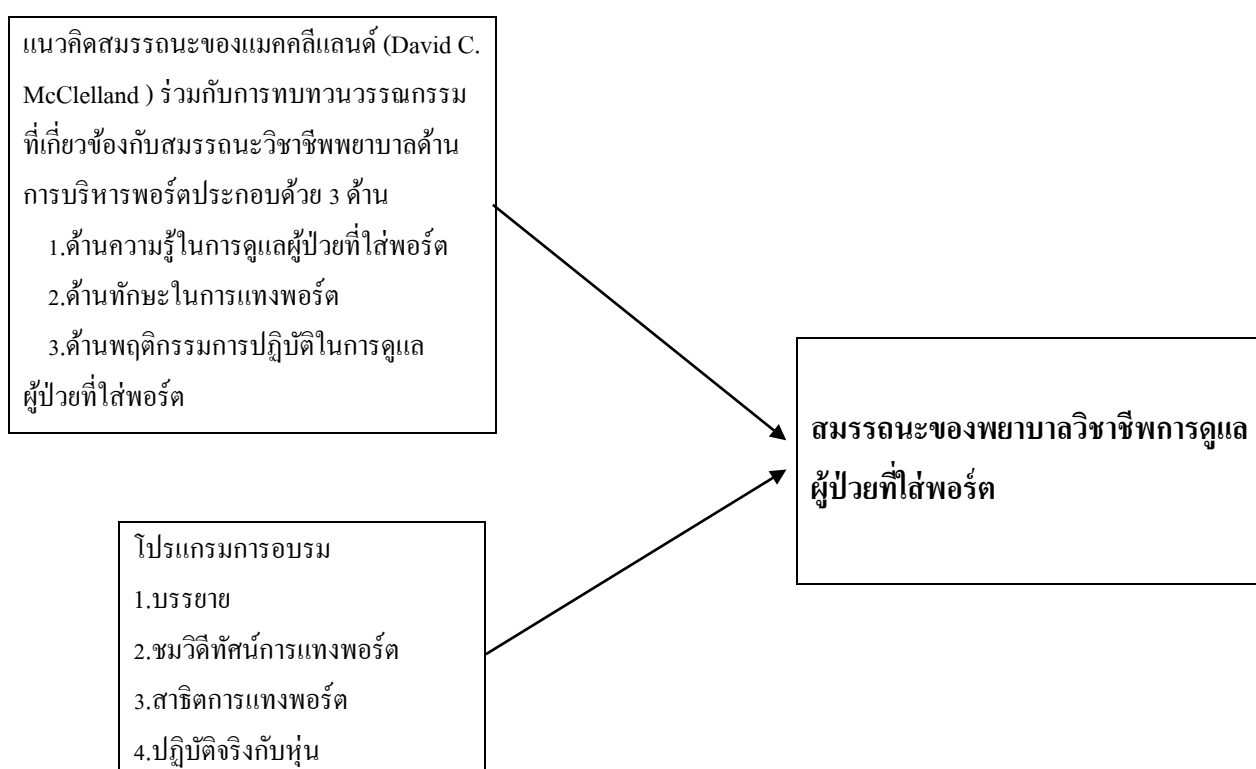 แนวคิดสมรรถนะของแมคคลีแลนด์ (David C.
McClelland ) ร่วมกับการทบทวนวรรณกรรม
ที่เกี่ยวข้องกับสมรรถนะวิชาชีพพยาบาลด้าน
การบริหารพอร์ตประกอบด้วย 3 ด้าน
1.ด้านความรู้ในการดูแลผู้ป่วยที่ใส่พอร์ต
2.ด้านทักษะในการแทงพอร์ต
3.ด้านพฤติกรรมการปฏิบัติในการดูแล
ผู้ป่วยที่ใส่พอร์ต
สมรรถนะของพยาบาลวิชาชีพการดูแล
ผู้ป่วยที่ใส่พอร์ต
โปรแกรมการอบรม
1.บรรยาย
2.ชมวิดีทัศน์การแทงพอร์ต
3.สาธิตการแทงพอร์ต
4.ปฏิบัติจริงกับหุ่น